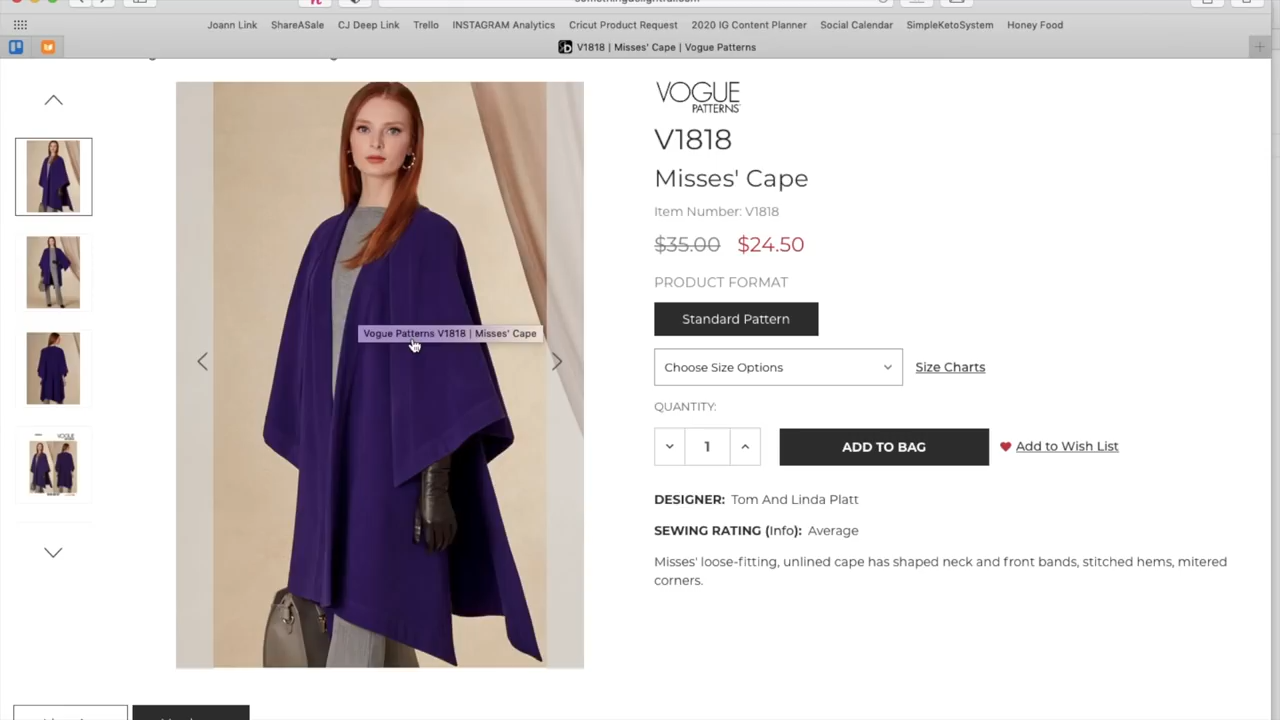 Joann Link ShareASale CJ Deep Link Trello INSTAGRAM Analytics Cricut Product Request 2020 IG Content Planner Social Calendar SimpleKetoSystem Honey Food
V1818 | Misses' Cape | Vogue Patterns
VOGUE
PATTERNS
V1818
Misses' Cape
Item Number: V1818
$35.00 $24.50
PRODUCT FORMAT
Standard Pattern
Vogue Patterns V1818 | Misses' Cape
Choose Size Options Size Charts
QUANTITY:
1 ADD TO BAG Add to Wish List
VOGUE
DESIGNER: Tom And Linda Platt
SEWING RATING (Info): Average
Misses' loose-fitting, unlined cape has shaped neck and front bands, stitched hems, mitered
corners.